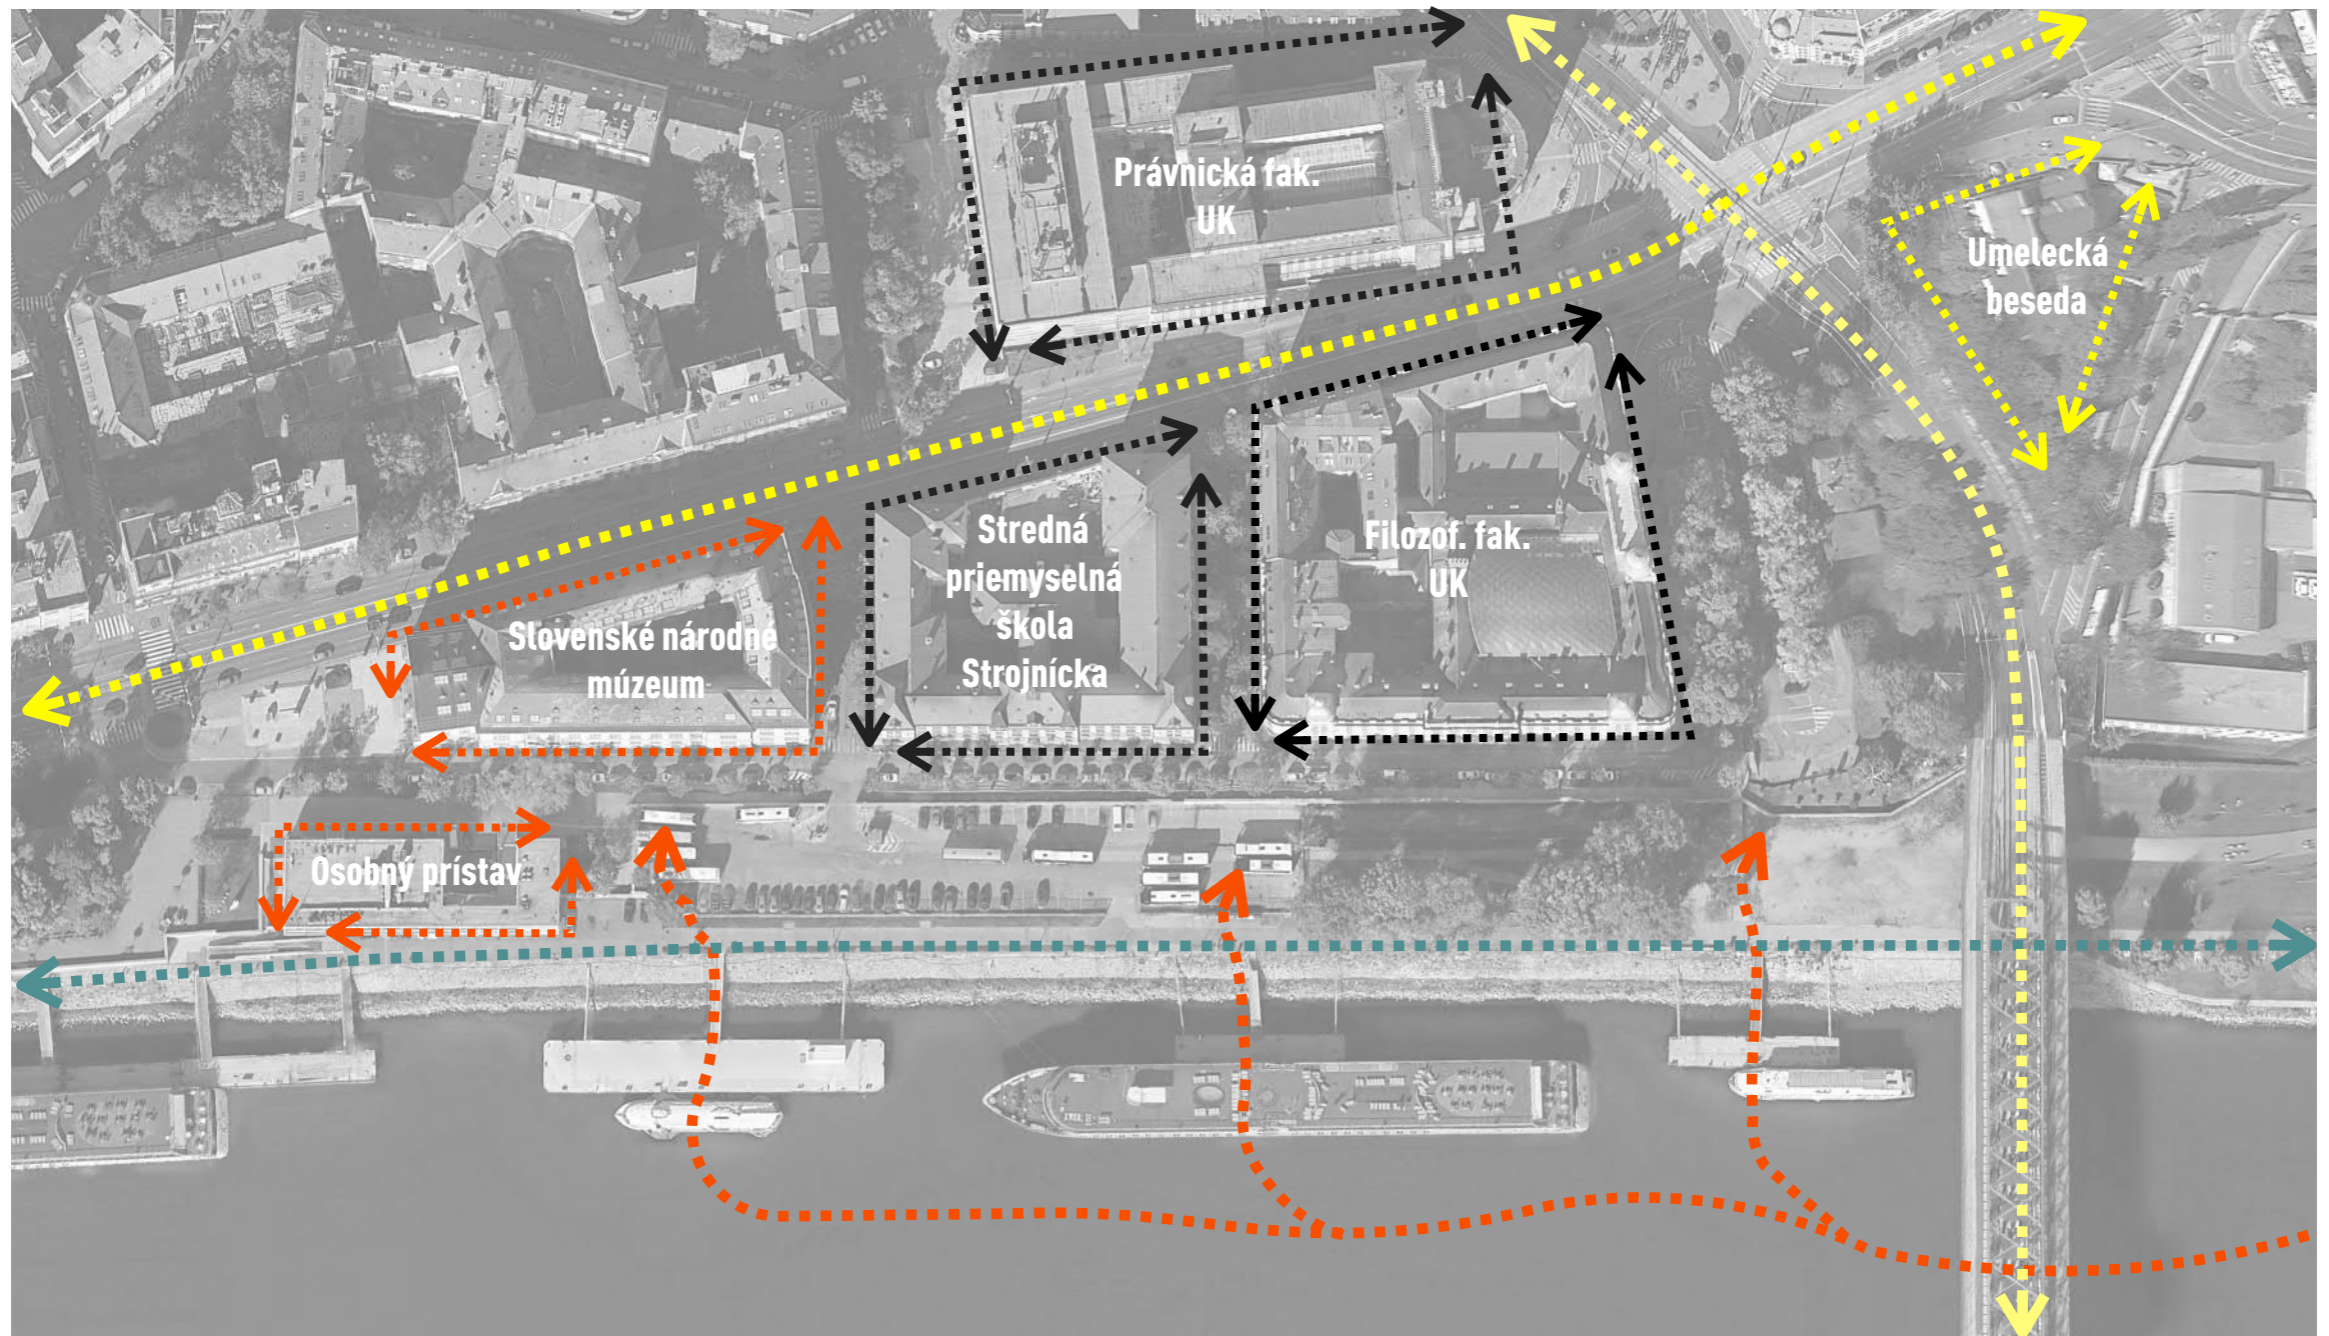 Právnická fak.
UK
Umelecká
beseda
Stredná
priemyselná
škola
Strojnícka
Filozof. fak.
UK
Slovenské národné
múzeum
Osobný prístav